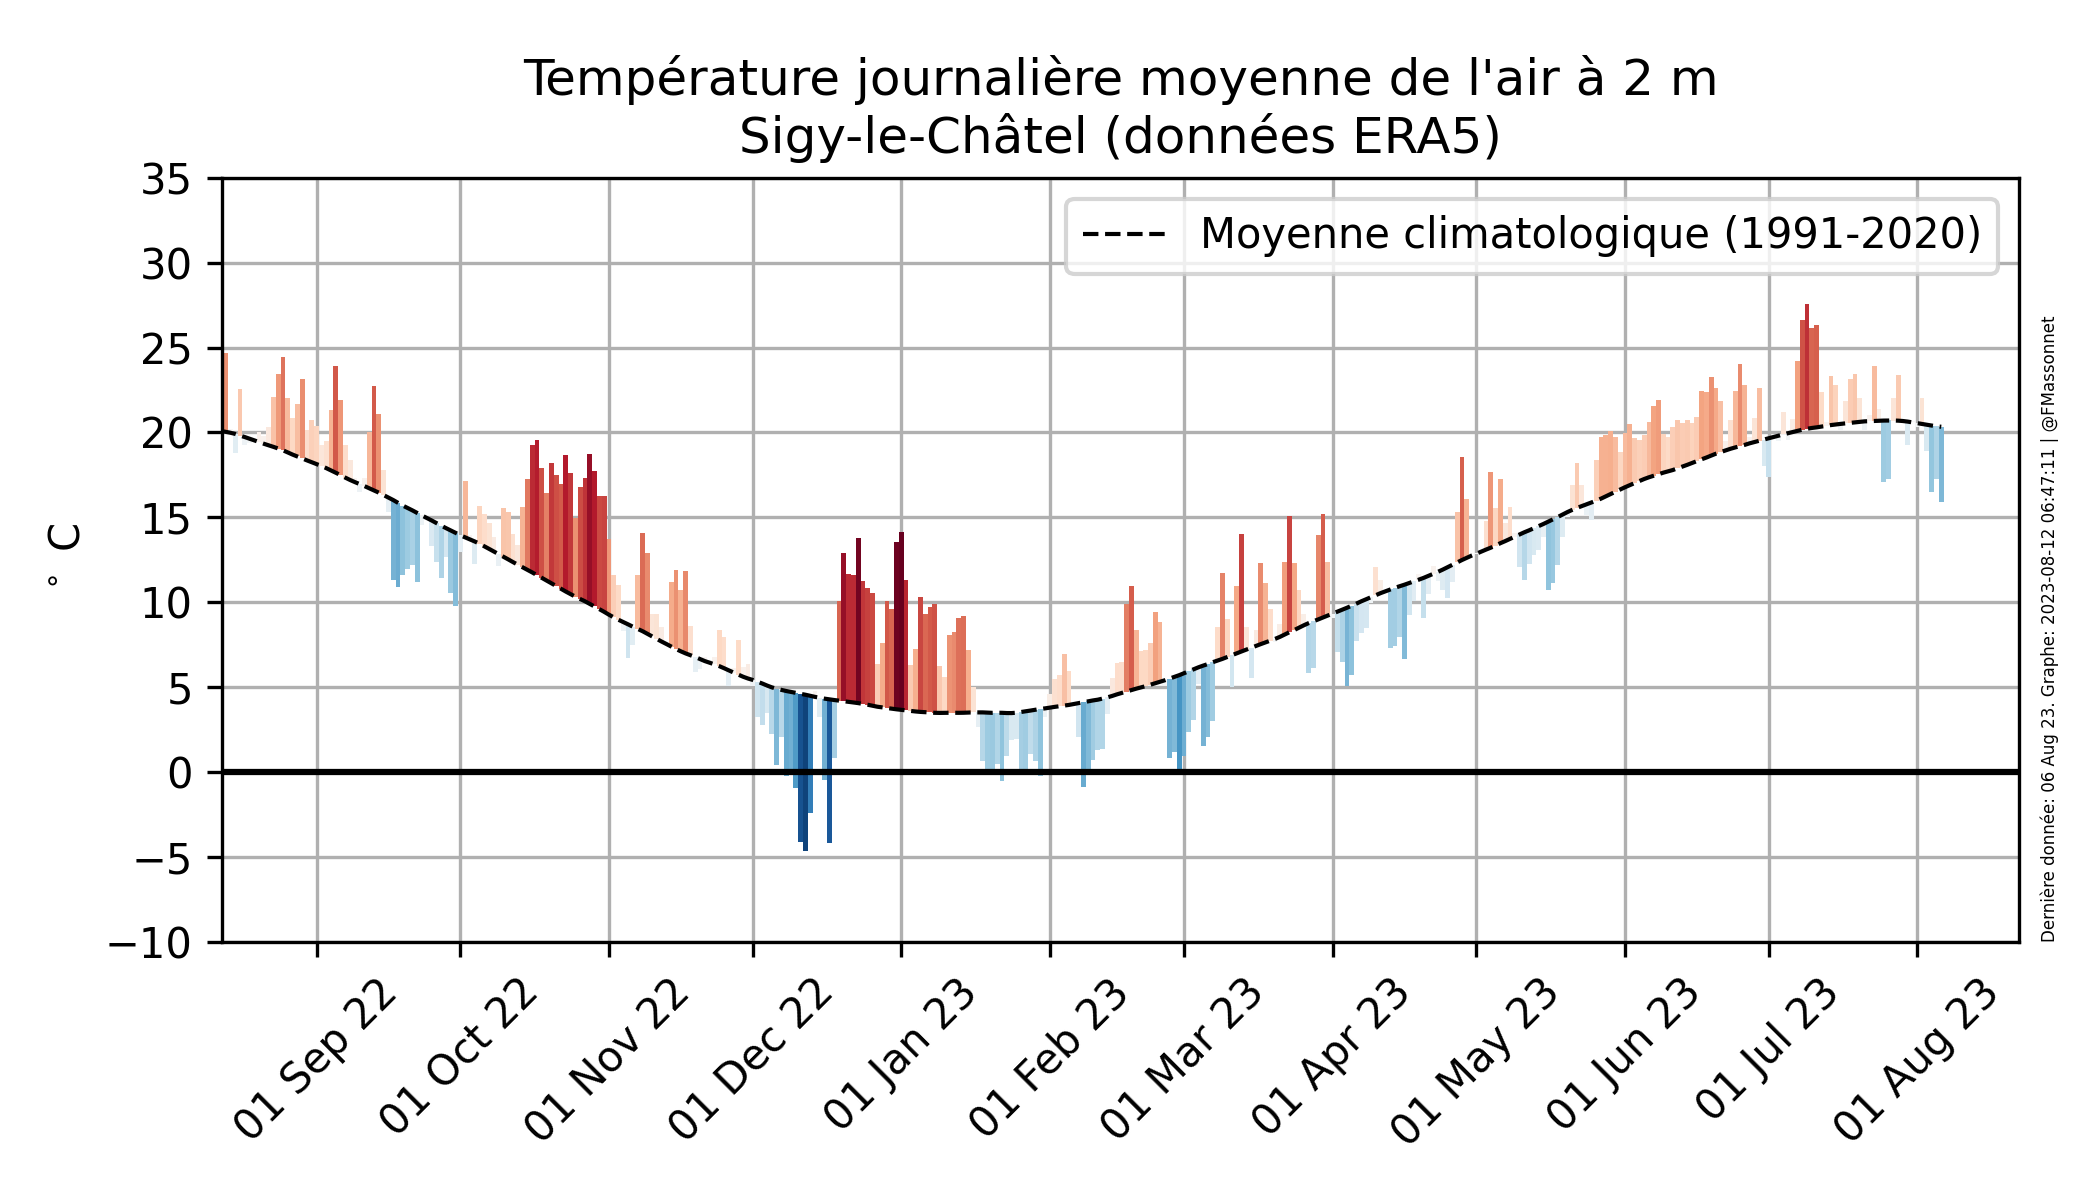 Température journalière moyenne de l'air à 2 m
Sigy-le-Châtel (données ERA5)
Moyenne climatologique (1991-2020)
° C
35
30
25
20
15
10
5
0
−5
−10
01 Sep 22
01 Oct 22
01 Nov 22
01 Dec 22
01 Jan 23
01 Feb 23
01 Mar 23
01 Apr 23
01 May 23
01 Jun 23
01 Jul 23
01 Aug 23
Dernière donnée: 06 Aug 23. Graphe: 2023-08-12 06:47:11 | @FMassonnet